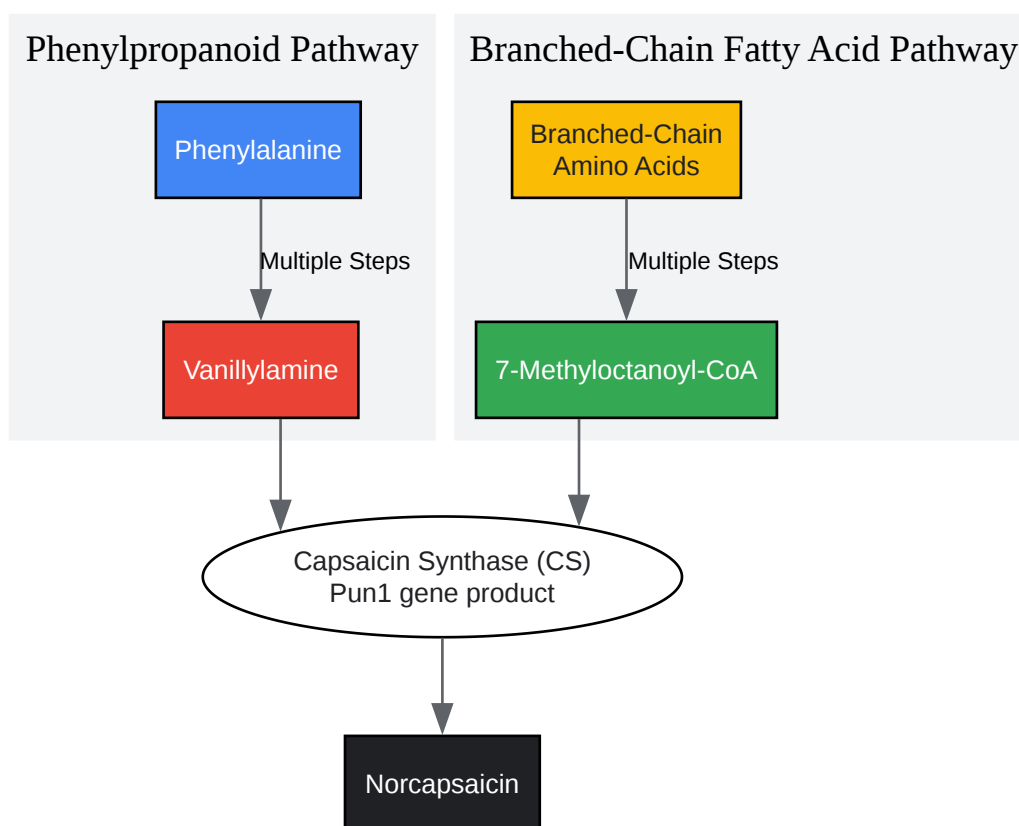 Phenylpropanoid Pathway
Branched-Chain Fatty Acid Pathway
Phenylalanine
Branched-Chain
Amino Acids
Multiple Steps
Multiple Steps
Vanillylamine
7-Methyloctanoyl-CoA
Capsaicin Synthase (CS)
Pun1 gene product
Norcapsaicin